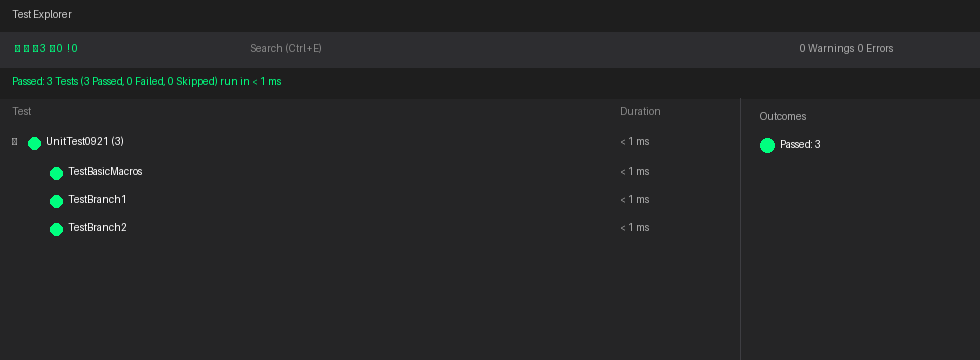 Test Explorer
3 0 ! 0 Search (Ctrl+E) 0 Warnings 0 Errors
Passed: 3 Tests (3 Passed, 0 Failed, 0 Skipped) run in < 1 ms
Test Duration
UnitTest0921 (3) < 1 ms
TestBasicMacros < 1 ms
TestBranch1 < 1 ms
TestBranch2 < 1 ms
Outcomes
Passed: 3